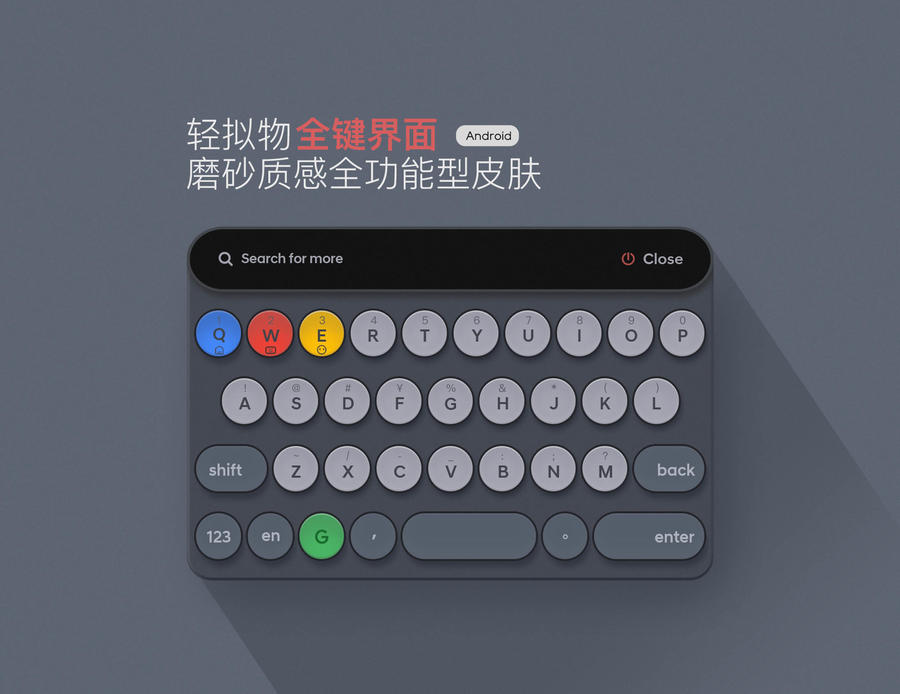 轻拟物全键界面 Android
磨砂质感全功能型皮肤
Search for more Close
1 2 3 4 5 6 7 8 9 0
Q W E R T Y U I O P
! @ # ¥ % & * ( )
A S D F G H J K L
~ / - _ : ; ?
shift Z X C V B N M back
123 en G , 。 enter